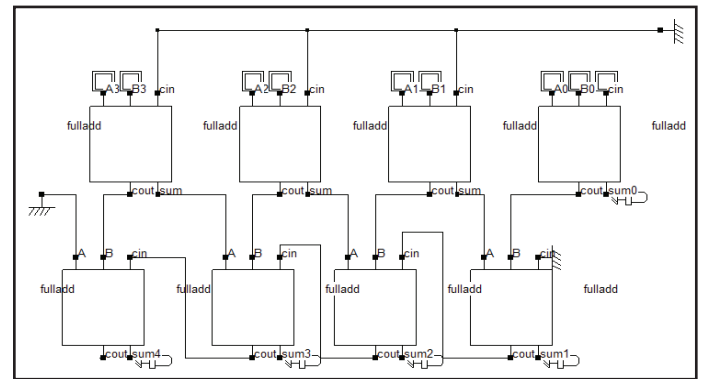 A3 B3 cin A2 B2 cin A1 B1 cin A0 B0 cin
fulladd fulladd fulladd fulladd fulladd
cout sum cout sum cout sum cout sum0
A B cin A B cin A B cin A B cin
fulladd fulladd fulladd fulladd fulladd
cout sum4 cout sum3 cout sum2 cout sum1